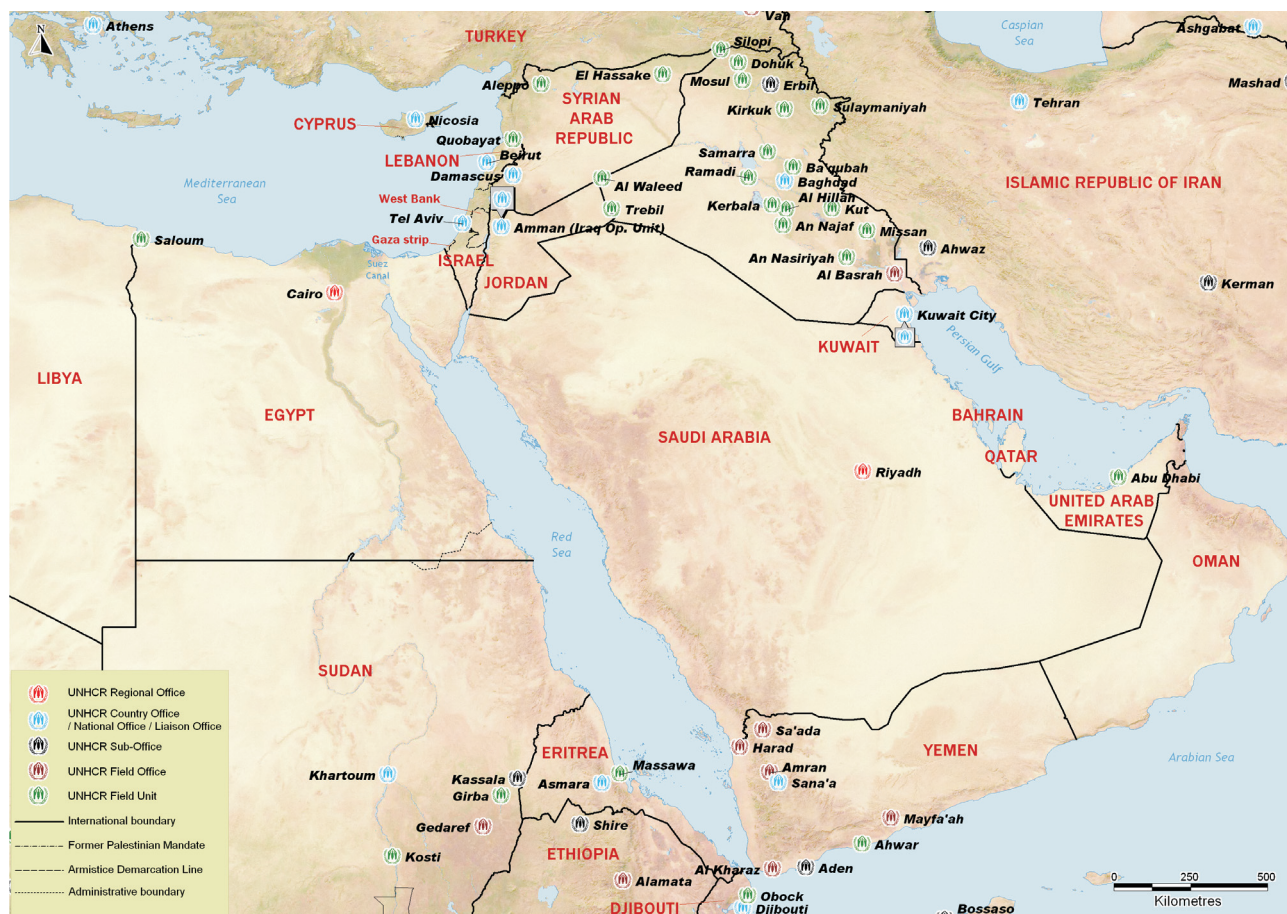 N
Athens
TURKEY
Van
Caspian
Sea
Ashgabat
Silopi
Dohuk
El Hassake
Mosul
Erbil
Aleppo
Mashad
Tehran
SYRIAN
ARAB
REPUBLIC
Kirkuk
Sulaymaniyah
CYPRUS
Nicosia
Quobayat
LEBANON
Beirut
Samarra
Ba'qubah
Damascus
Al Waleed
Ramadi
Baghdad
Mediterranean
Sea
ISLAMIC REPUBLIC OF IRAN
West Bank
Al Hillah
Kerbala
Kut
Trebil
Tel Aviv
Amman (Iraq Op. Unit)
An Najaf
Missan
Saloum
Gaza strip
Ahwaz
Suez
Canal
ISRAEL
An Nasiriyah
Al Basrah
JORDAN
Cairo
Kerman
Kuwait City
KUWAIT
Persian Gulf
LIBYA
EGYPT
SAUDI ARABIA
BAHRAIN
QATAR
Riyadh
Abu Dhabi
UNITED ARAB
EMIRATES
Red
Sea
OMAN
SUDAN
UNHCR Regional Office
UNHCR Country Office
/ National Office / Liaison Office
UNHCR Sub-Office
UNHCR Field Office
UNHCR Field Unit
International boundary
Former Palestinian Mandate
Armistice Demarcation Line
Administrative boundary
Sa'ada
Harad
YEMEN
ERITREA
Amran
Sana'a
Arabian Sea
Khartoum
Kassala
Massawa
Asmara
Girba
Gedaref
Shire
Mayf'a'ah
Kosti
ETHIOPIA
Ahwar
Al Kharaz
Aden
Alamata
Obock
DJIBOUTI
Djibouti
Bossaso
0 250 500
Kilometres